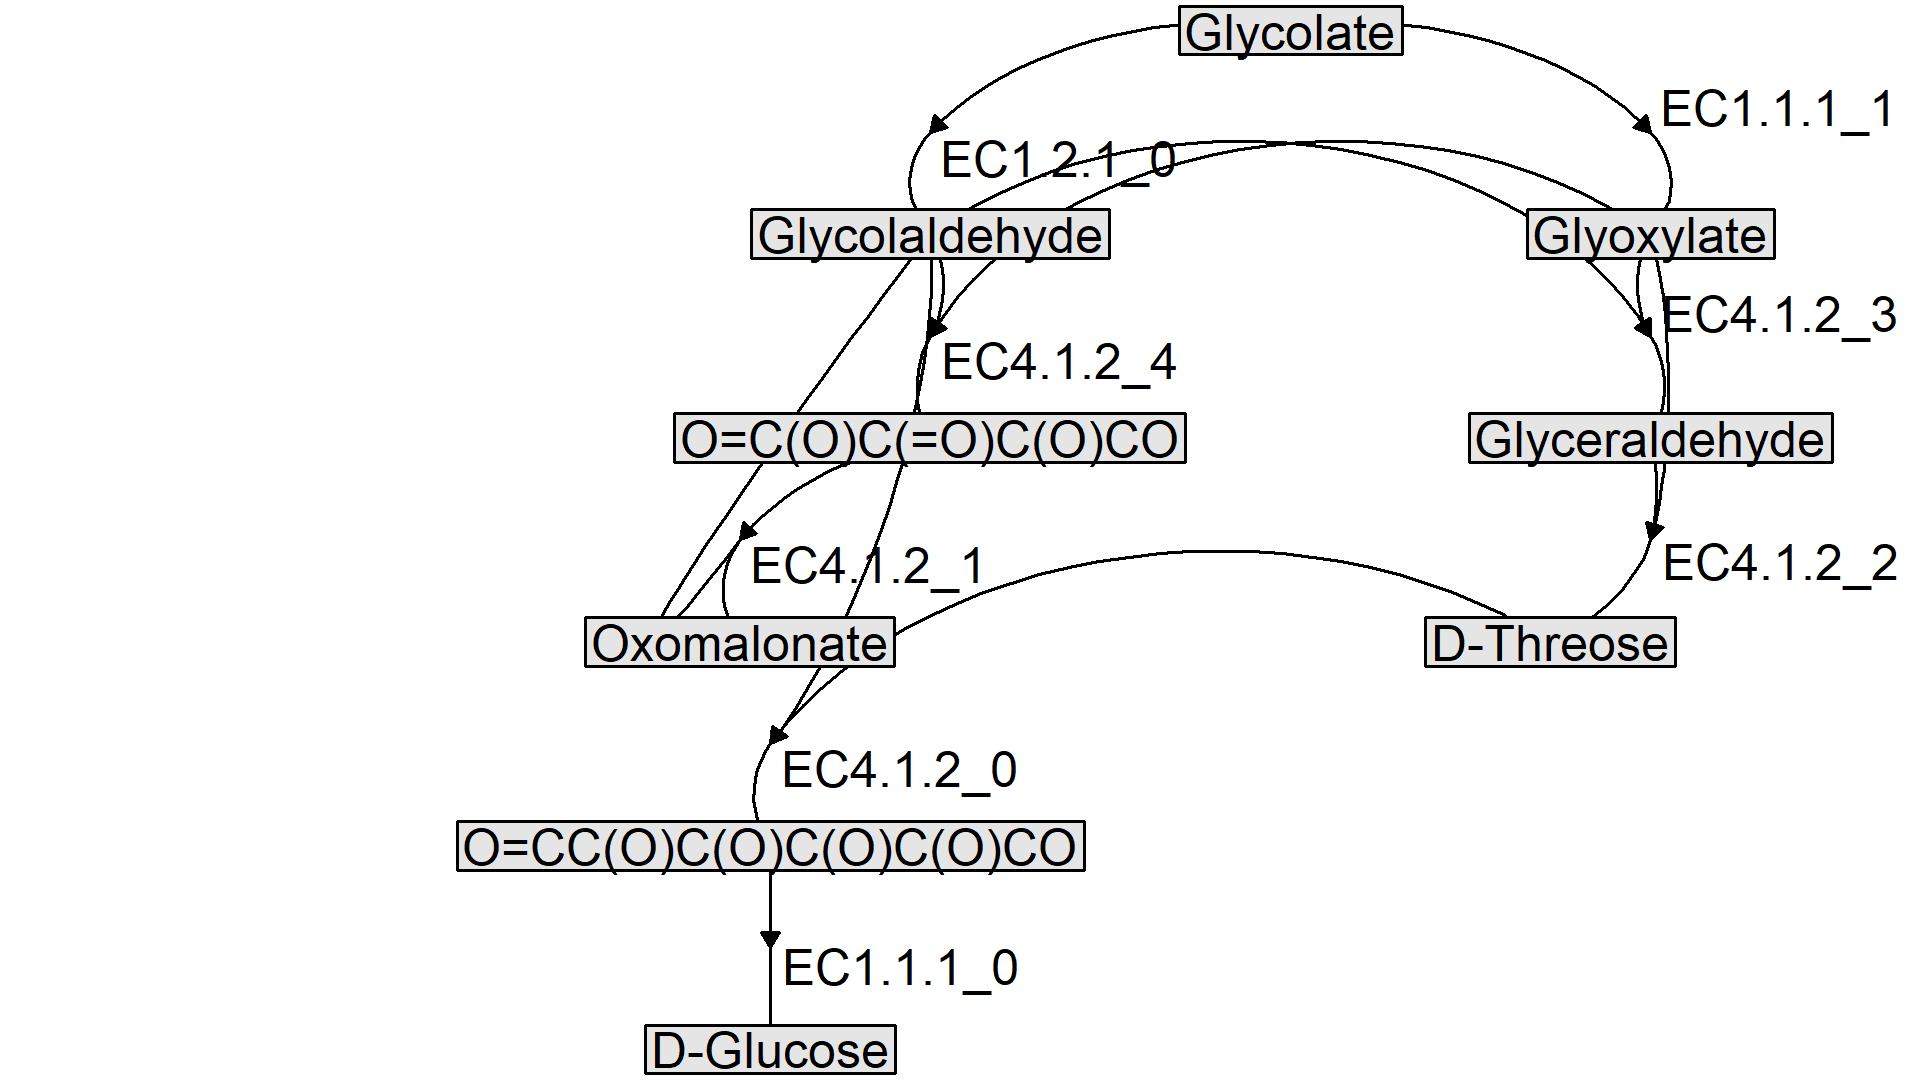 Glycolate
EC1.1.1_1
EC1.2.1_0
Glycolaldehyde
Glyoxylate
EC4.1.2_3
EC4.1.2_4
O=C(O)C(=O)C(O)CO
Glyceraldehyde
EC4.1.2_1
EC4.1.2_2
Oxomalonate
D-Threose
EC4.1.2_0
O=CC(O)C(O)C(O)C(O)CO
EC1.1.1_0
D-Glucose